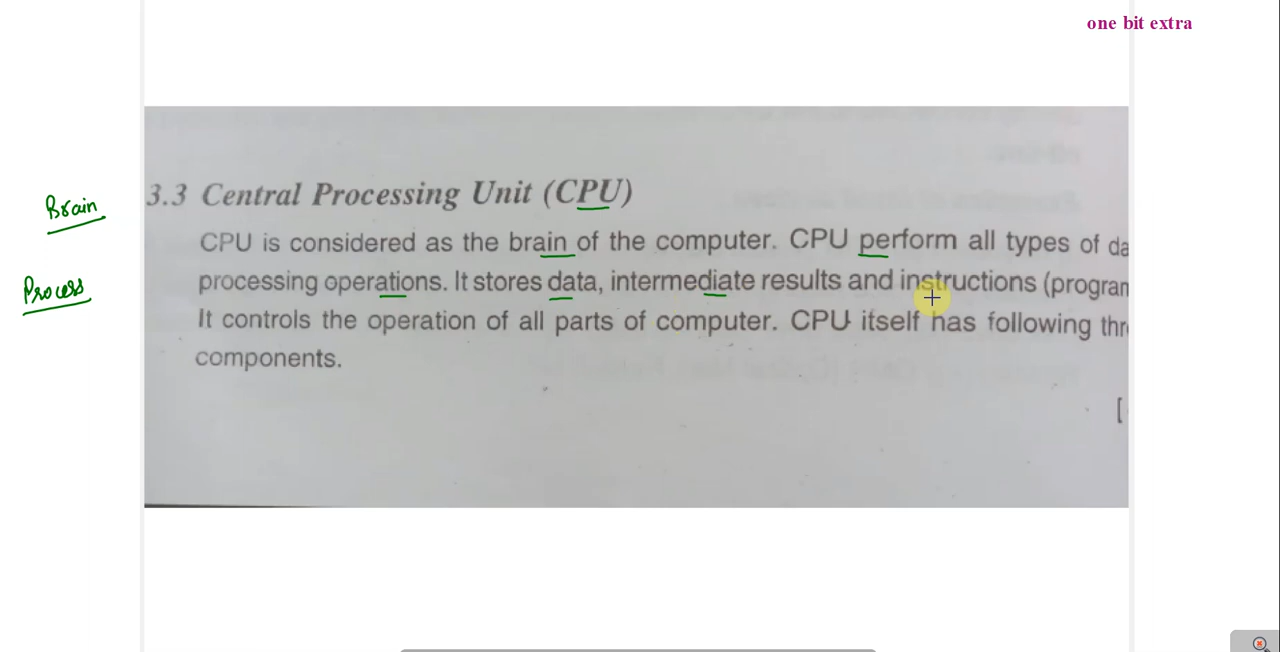 one bit extra
Brain
3.3 Central Processing Unit (CPU)
CPU is considered as the brain of the computer. CPU perform all types of da
Process
processing operations. It stores data, intermediate results and instructions (program
It controls the operation of all parts of computer. CPU itself has following thre
components.
[